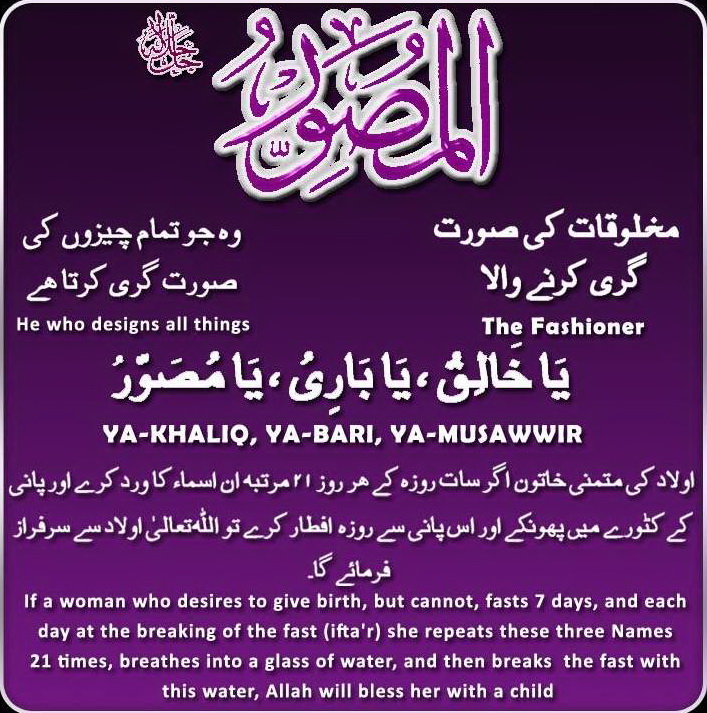 المصور
جل جلاله
مخلوقات کی صورت
گری کرنے والا
The Fashioner
وہ جو تمام چیزوں کی
صورت گری کرتا ہے
He who designs all things
يَا خَالِقُ ، يَا بَارِئُ ، يَا مُصَوِّرُ
YA-KHALIQ, YA-BARI, YA-MUSAWWIR
اولاد کی متمنی خاتون اگر سات روزہ کے ہر روز ۲۱ مرتبہ ان اسماء کا ورد کرے اور پانی
کے کٹورے میں پھونکے اور اس پانی سے روزہ افطار کرے تو اللہ تعالیٰ اولاد سے سرفراز
فرمائے گا۔
If a woman who desires to give birth, but cannot, fasts 7 days, and each
day at the breaking of the fast (ifta'r) she repeats these three Names
21 times, breathes into a glass of water, and then breaks the fast with
this water, Allah will bless her with a child